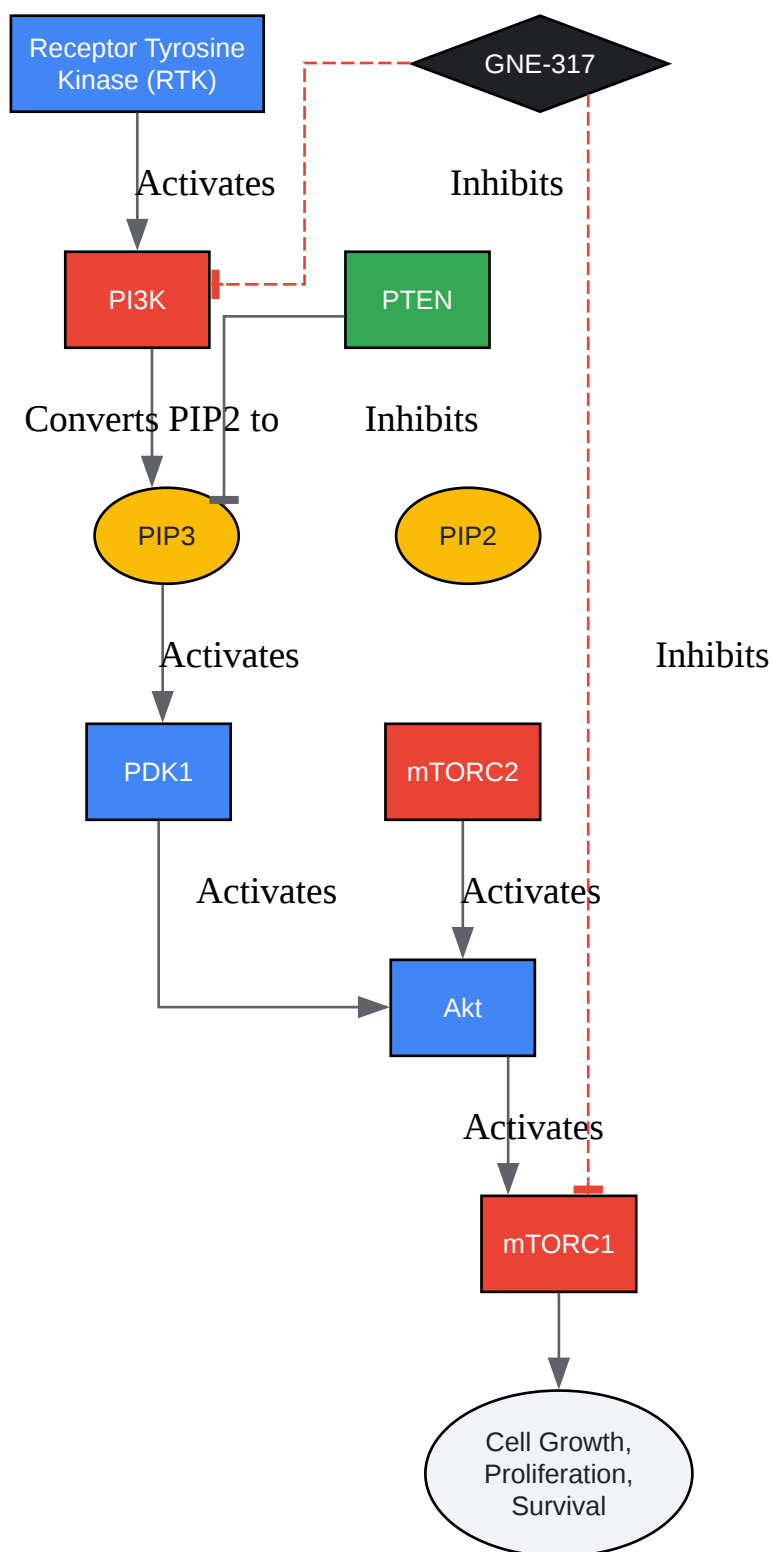 Receptor Tyrosine
Kinase (RTK)
GNE-317
Activates
Inhibits
PI3K
PTEN
Converts PIP2 to
Inhibits
PIP3
PIP2
Activates
Inhibits
PDK1
mTORC2
Activates
Activates
Akt
Activates
mTORC1
Cell Growth,
Proliferation,
Survival